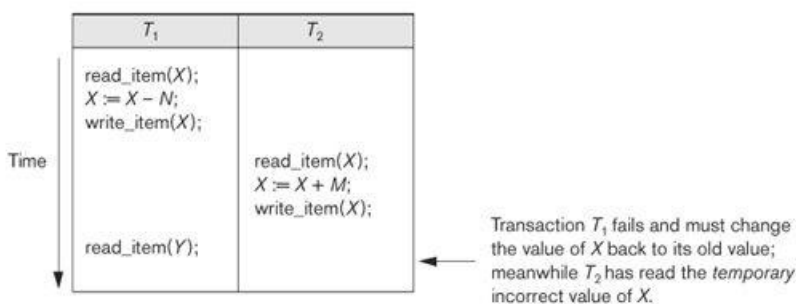 T1 T2
read_item(X);
X := X – N;
write_item(X);
Time
read_item(X);
X := X + M;
write_item(X);
read_item(Y);
Transaction T1 fails and must change
the value of X back to its old value;
meanwhile T2 has read the temporary
incorrect value of X.